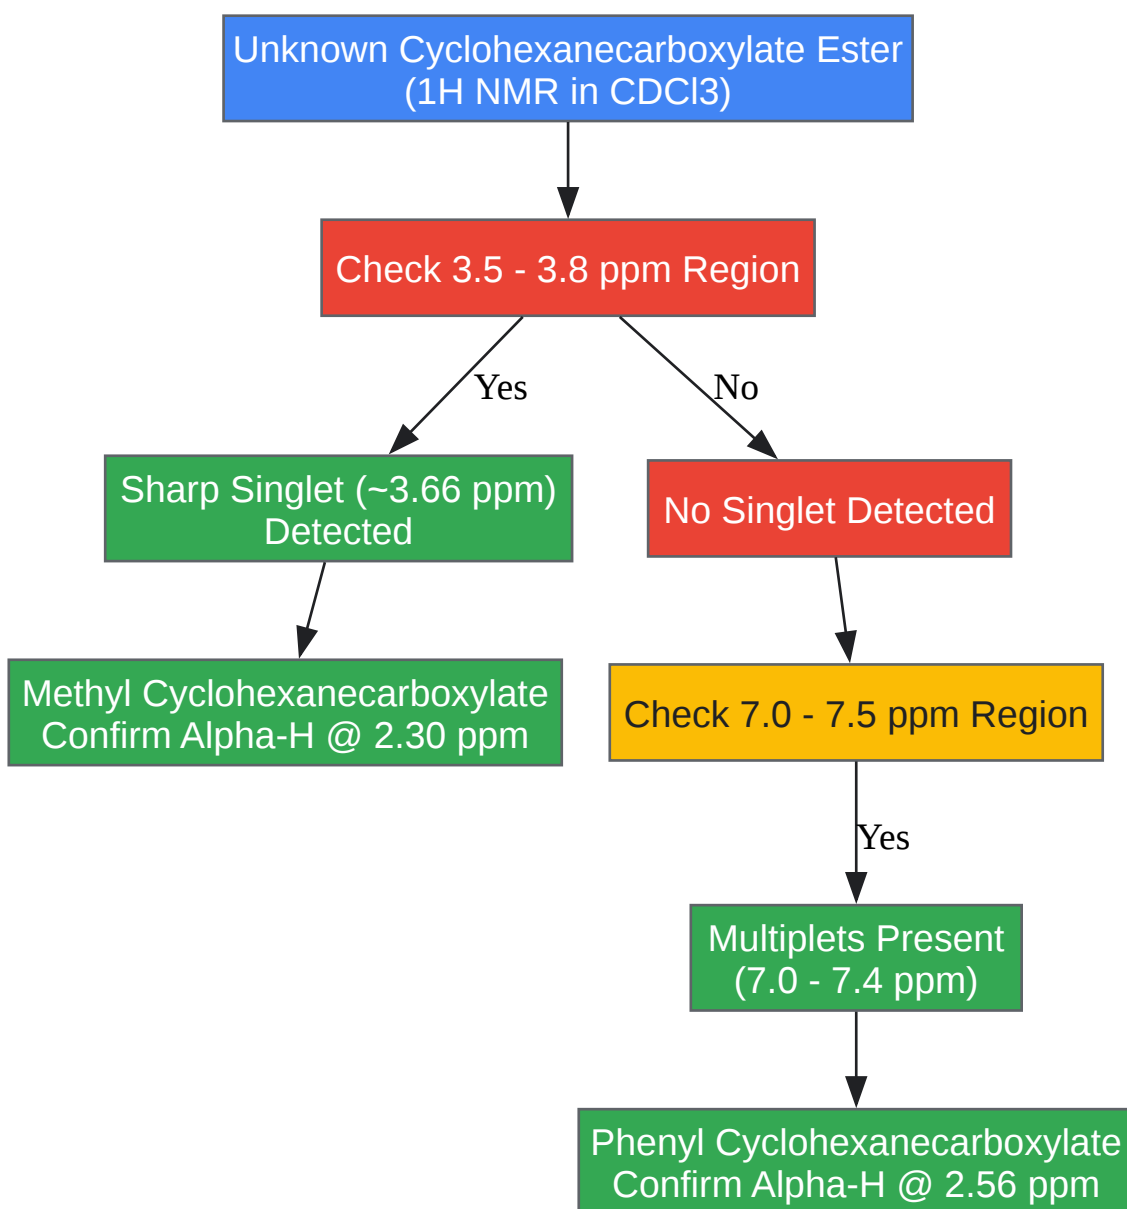 Unknown Cyclohexanecarboxylate Ester
(1H NMR in CDCl3)
Check 3.5 - 3.8 ppm Region
Yes
No
Sharp Singlet (~3.66 ppm)
Detected
No Singlet Detected
Methyl Cyclohexanecarboxylate
Confirm Alpha-H @ 2.30 ppm
Check 7.0 - 7.5 ppm Region
Yes
Multiplets Present
(7.0 - 7.4 ppm)
Phenyl Cyclohexanecarboxylate
Confirm Alpha-H @ 2.56 ppm